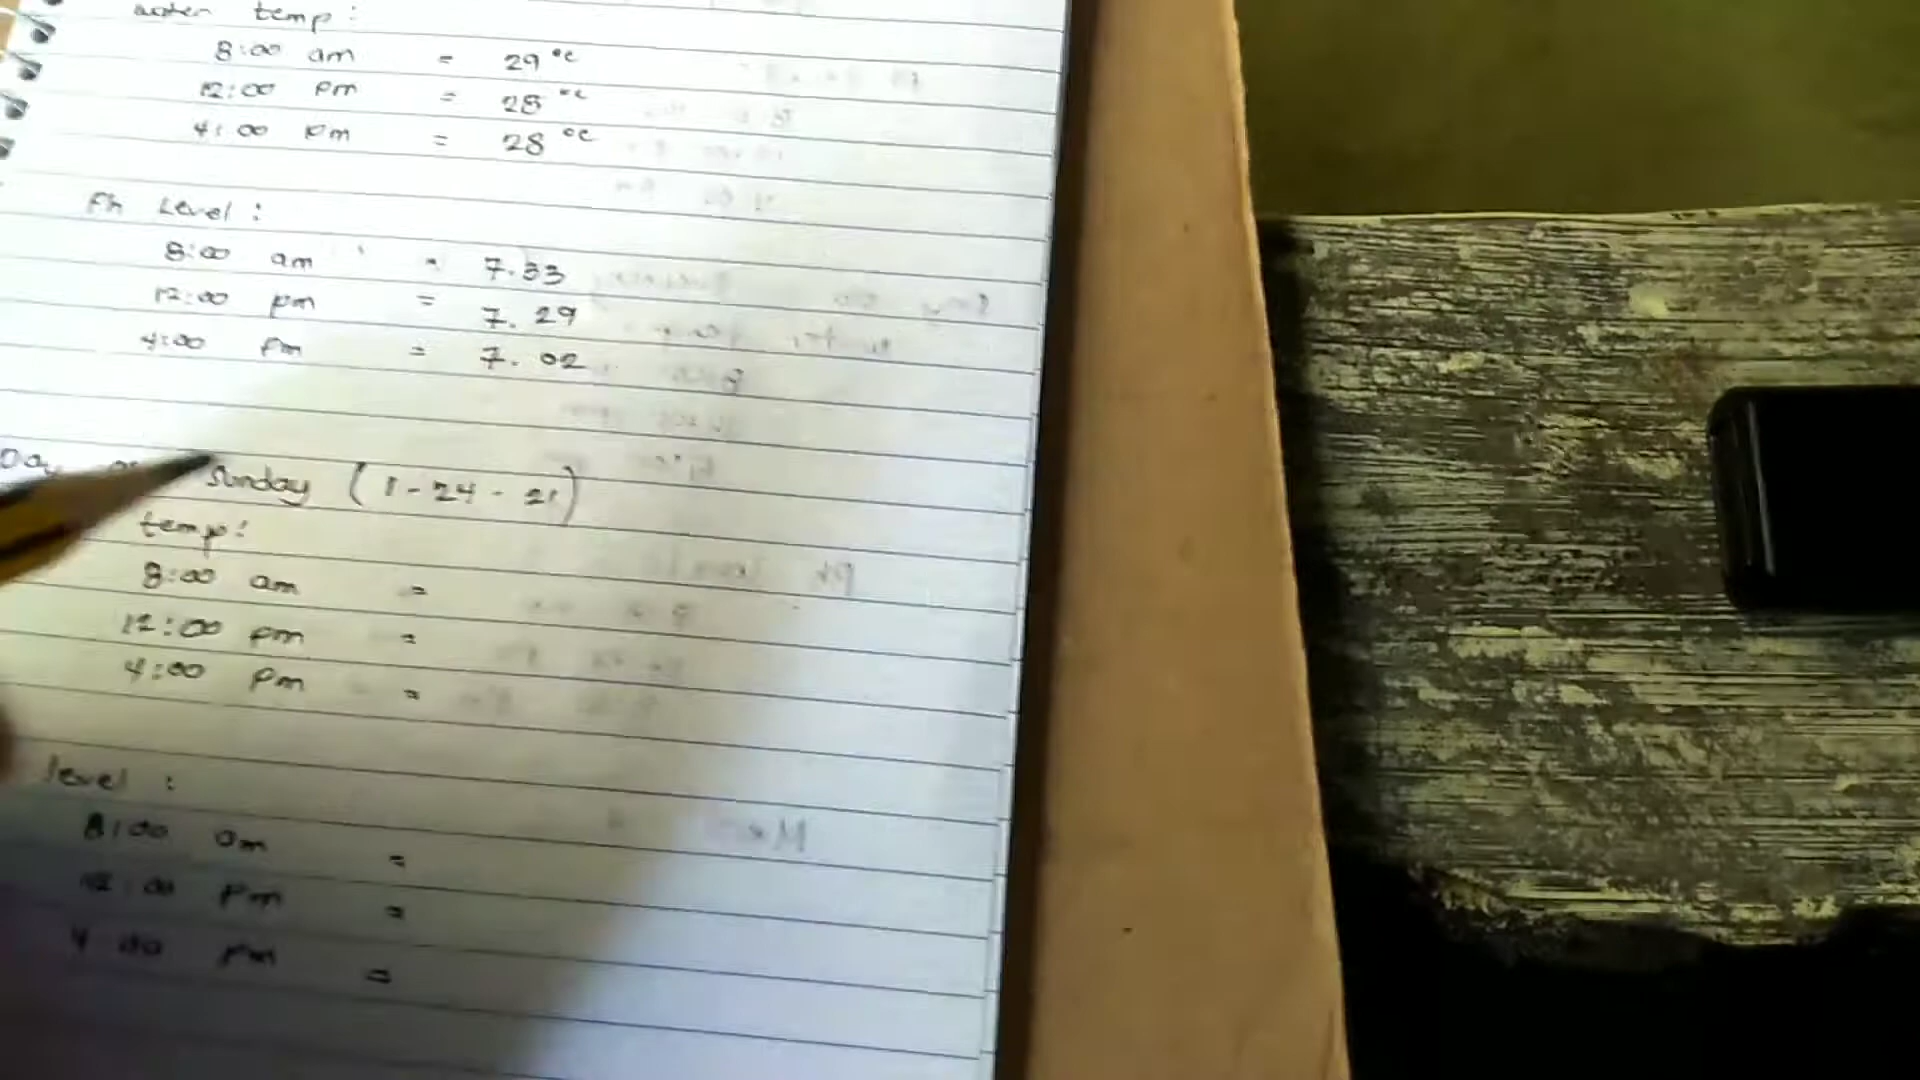 water temp :
8:00 am = 29 °c
12:00 pm = 28 °c
4:00 pm = 28 °c
Ph Level :
8:00 am = 7.33
12:00 pm = 7.29
4:00 pm = 7.02
Day Sunday (1-24-21)
temp:
8:00 am =
12:00 pm =
4:00 pm =
level :
8:00 am =
12:00 pm =
4:00 pm =